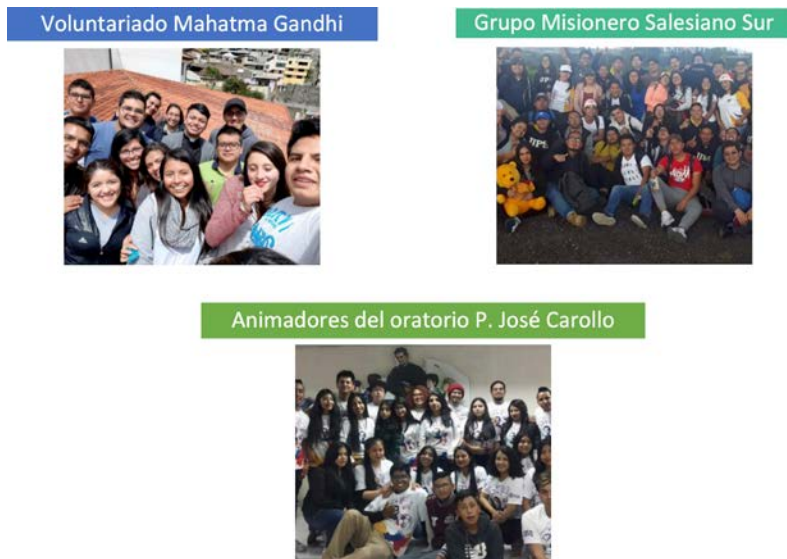 Voluntariado Mahatma Gandhi
Grupo Misionero Salesiano Sur
Animadores del oratorio P. José Carollo